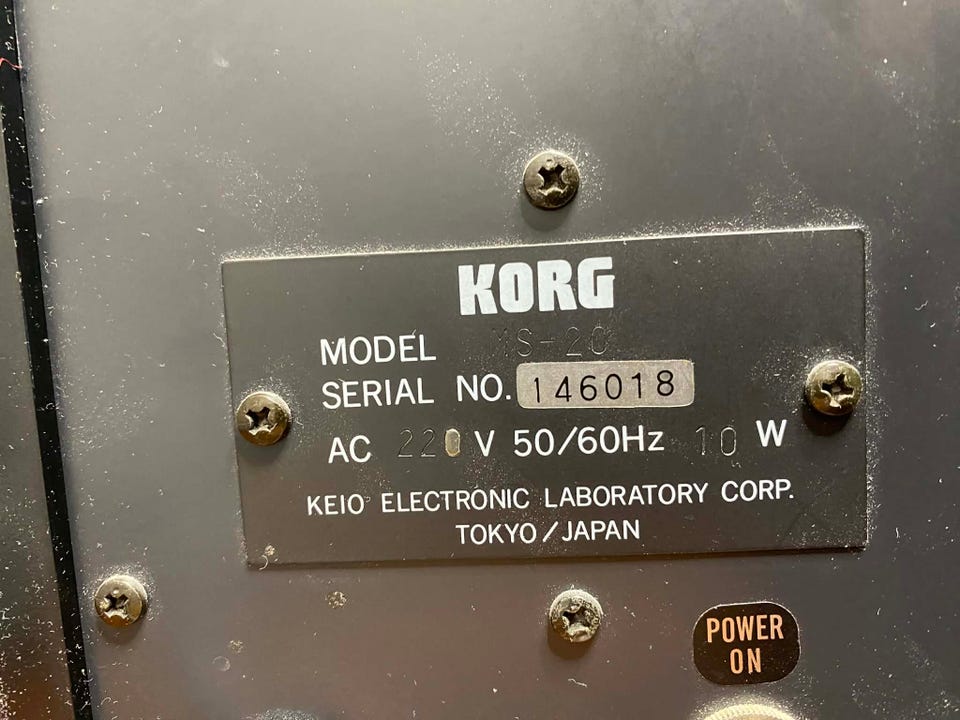 KORG
MODEL MS-20
SERIAL NO. 146018
AC 220 V 50/60Hz 10 W
KEIO ELECTRONIC LABORATORY CORP.
TOKYO/JAPAN
POWER
ON